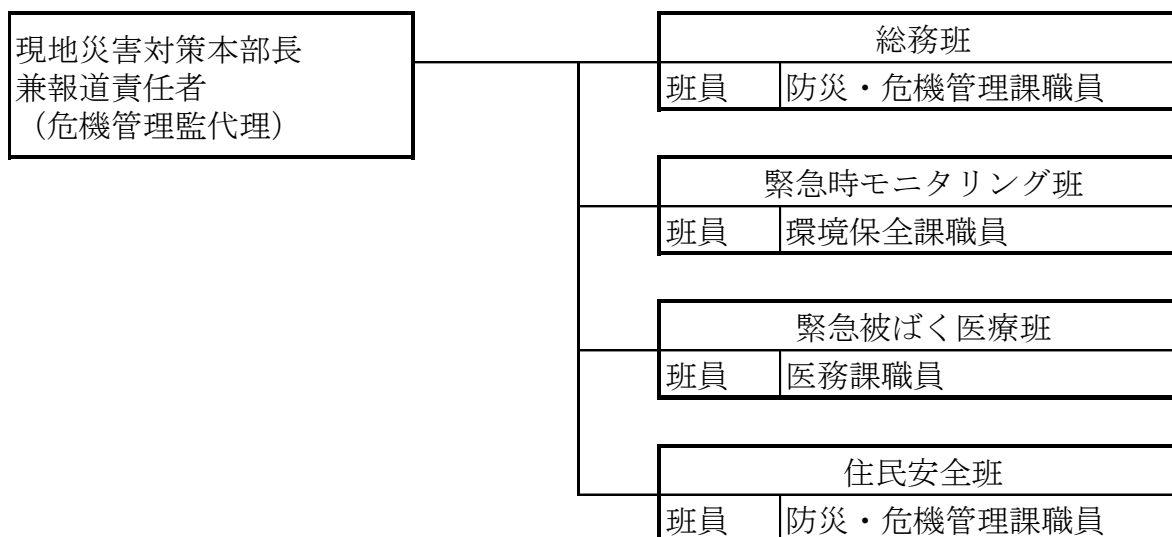 現地災害対策本部長
兼報道責任者
（危機管理監代理）
総務班
班員 防災・危機管理課職員
緊急時モニタリング班
班員 環境保全課職員
緊急被ばく医療班
班員 医務課職員
住民安全班
班員 防災・危機管理課職員